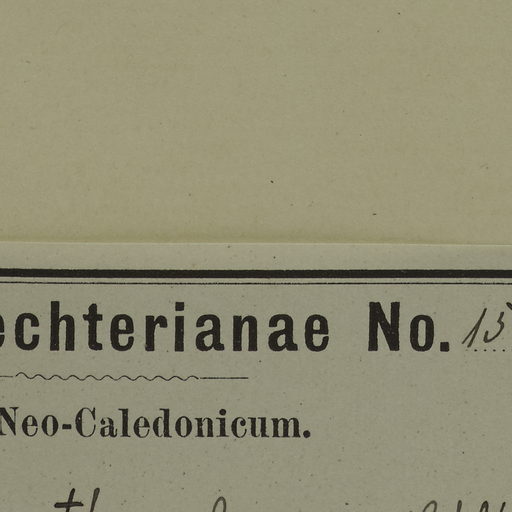 echterianae No. 15
Neo-Caledonicum.